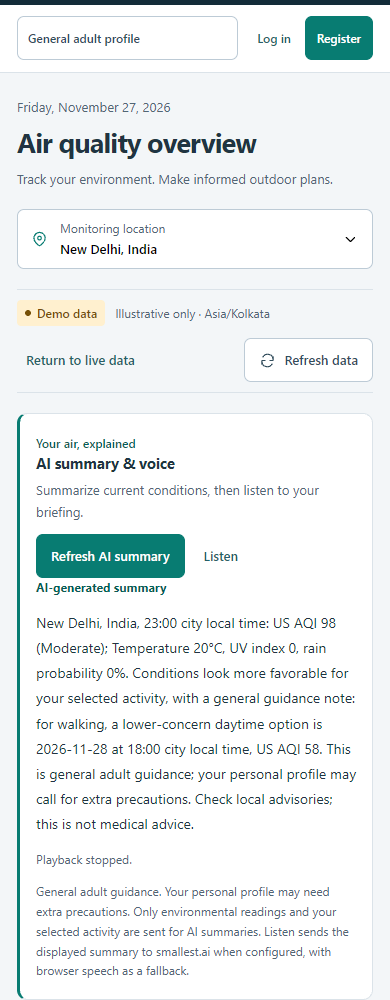 General adult profile
Log in
Register
Friday, November 27, 2026
Air quality overview
Track your environment. Make informed outdoor plans.
Monitoring location
New Delhi, India
Demo data
Illustrative only · Asia/Kolkata
Return to live data
Refresh data
Your air, explained
AI summary & voice
Summarize current conditions, then listen to your
briefing.
Refresh AI summary
Listen
AI-generated summary
New Delhi, India, 23:00 city local time: US AQI 98
(Moderate); Temperature 20°C, UV index 0, rain
probability 0%. Conditions look more favorable for
your selected activity, with a general guidance note:
for walking, a lower-concern daytime option is
2026-11-28 at 18:00 city local time, US AQI 58. This
is general adult guidance; your personal profile may
call for extra precautions. Check local advisories;
this is not medical advice.
Playback stopped.
General adult guidance. Your personal profile may need
extra precautions. Only environmental readings and your
selected activity are sent for AI summaries. Listen sends the
displayed summary to smallest.ai when configured, with
browser speech as a fallback.